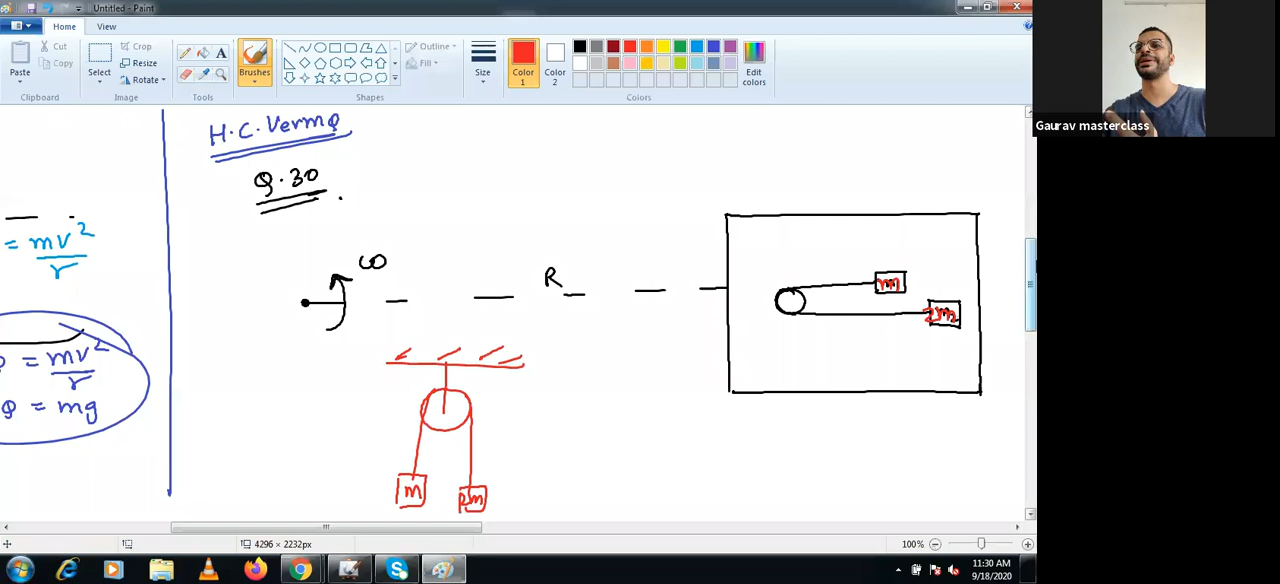 Untitled - Paint
Home View
Paste
Cut
Copy
Clipboard
Select
Crop
Resize
Rotate
Image
A
Tools
Brushes
Shapes
Outline
Fill
Size
Color 1
Color 2
Edit colors
Colors
Gaurav masterclass
H.C.Verma
Q.30
= mv²/r
= mv²/r
= mg
ω
R
m
2m
m
2m
4296 × 2232px
100%
11:30 AM
9/18/2020